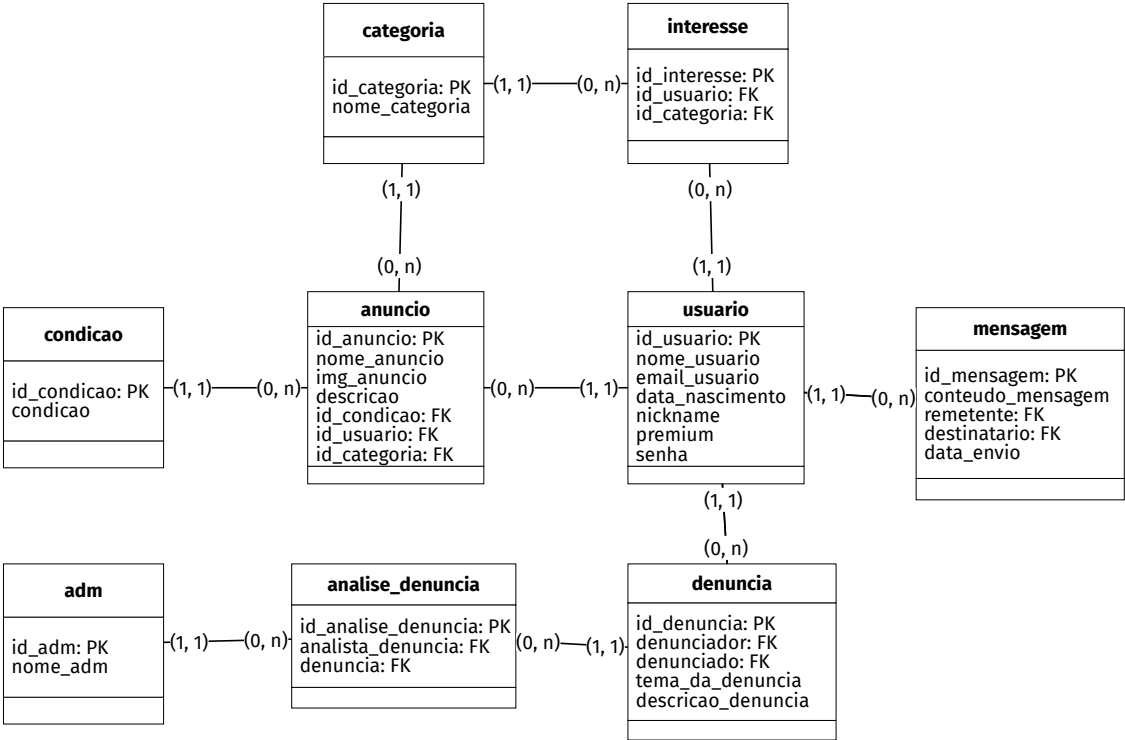 categoria
id_categoria: PK
nome_categoria
(1, 1)
(0, n)
interesse
id_interesse: PK
id_usuario: FK
id_categoria: FK
(1, 1)
(0, n)
(0, n)
(1, 1)
condicao
id_condicao: PK
condicao
(1, 1)
(0, n)
anuncio
id_anuncio: PK
nome_anuncio
img_anuncio
descricao
id_condicao: FK
id_usuario: FK
id_categoria: FK
(0, n)
(1, 1)
usuario
id_usuario: PK
nome_usuario
email_usuario
data_nascimento
nickname
premium
senha
(1, 1)
(0, n)
mensagem
id_mensagem: PK
conteudo_mensagem
remetente: FK
destinatario: FK
data_envio
(1, 1)
(0, n)
adm
id_adm: PK
nome_adm
(1, 1)
(0, n)
analise_denuncia
id_analise_denuncia: PK
analista_denuncia: FK
denuncia: FK
(0, n)
(1, 1)
denuncia
id_denuncia: PK
denunciador: FK
denunciado: FK
tema_da_denuncia
descricao_denuncia